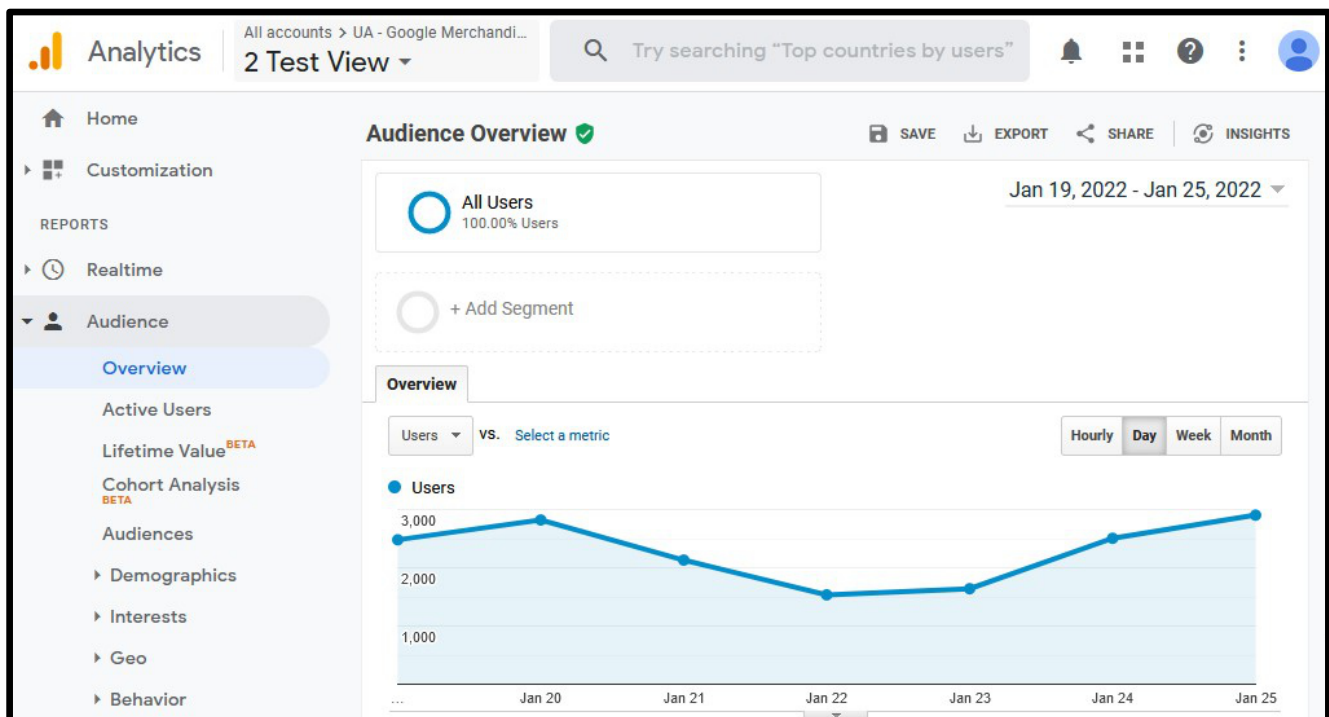 Analytics
All accounts > UA - Google Merchandi...
2 Test View
Try searching “Top countries by users”
Home
Customization
REPORTS
Realtime
Audience
Overview
Active Users
Lifetime Value BETA
Cohort Analysis
BETA
Audiences
Demographics
Interests
Geo
Behavior
Audience Overview
SAVE
EXPORT
SHARE
INSIGHTS
All Users
100.00% Users
Jan 19, 2022 - Jan 25, 2022
+ Add Segment
Overview
Users
VS.
Select a metric
Hourly
Day
Week
Month
Users
3,000
2,000
1,000
...
Jan 20
Jan 21
Jan 22
Jan 23
Jan 24
Jan 25